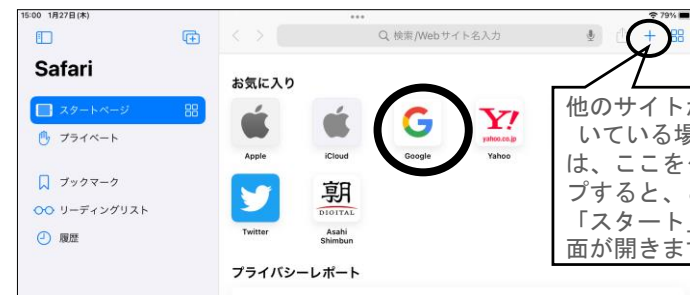 15:00 1月27日(木)
79%
検索/Webサイト名入力
Safari
スタートページ
プライベート
ブックマーク
リーディングリスト
履歴
お気に入り
Apple
iCloud
Google
Y!
yahoo.co.jp
Yahoo
Twitter
朝
DIGITAL
Asahi
Shimbun
プライバシーレポート
他のサイトが
いている場
は、ここを
プすると、
「スタート」
面が開きま